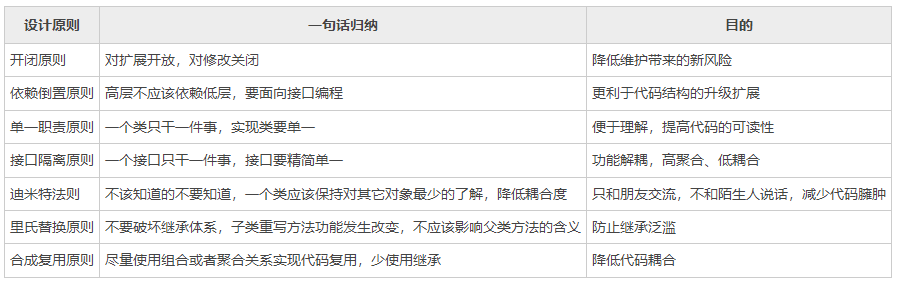 设计原则 一句话归纳 目的
开闭原则 对扩展开放，对修改关闭 降低维护带来的新风险
依赖倒置原则 高层不应该依赖低层，要面向接口编程 更利于代码结构的升级扩展
单一职责原则 一个类只干一件事，实现类要单一 便于理解，提高代码的可读性
接口隔离原则 一个接口只干一件事，接口要精简单一 功能解耦，高聚合、低耦合
迪米特法则 不该知道的不要知道，一个类应该保持对其它对象最少的了解，降低耦合度 只和朋友交流，不和陌生人说话，减少代码臃肿
里氏替换原则 不要破坏继承体系，子类重写方法功能发生改变，不应该影响父类方法的含义 防止继承泛滥
合成复用原则 尽量使用组合或者聚合关系实现代码复用，少使用继承 降低代码耦合